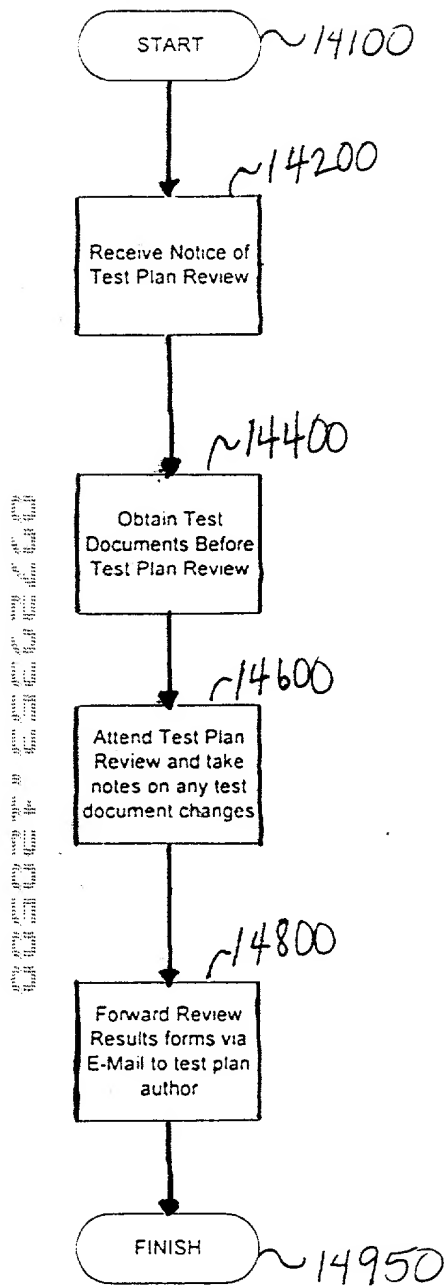 START
14100
14200
Receive Notice of
Test Plan Review
14400
Obtain Test
Documents Before
Test Plan Review
14600
Attend Test Plan
Review and take
notes on any test
document changes
14800
Forward Review
Results forms via
E-Mail to test plan
author
FINISH
14950